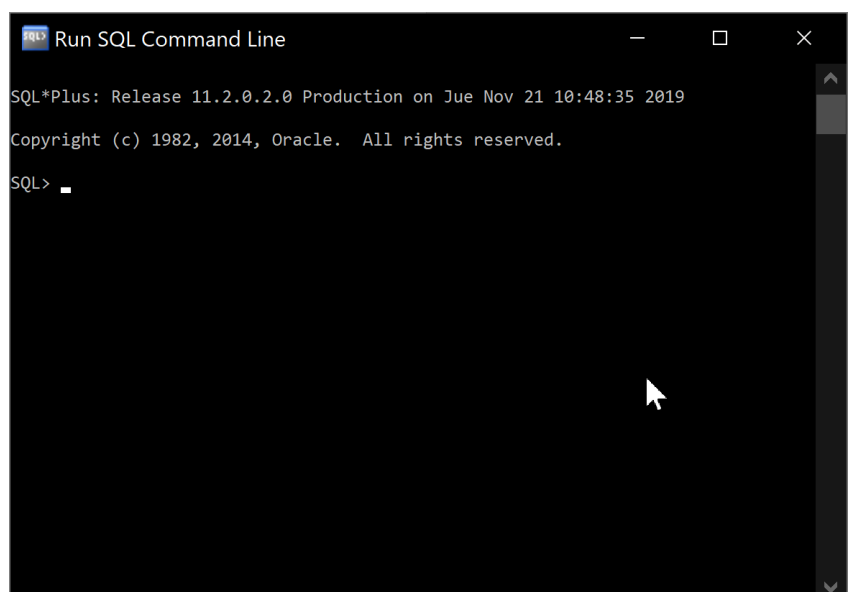 Run SQL Command Line
SQL*Plus: Release 11.2.0.2.0 Production on Jue Nov 21 10:48:35 2019
Copyright (c) 1982, 2014, Oracle.  All rights reserved.
SQL>